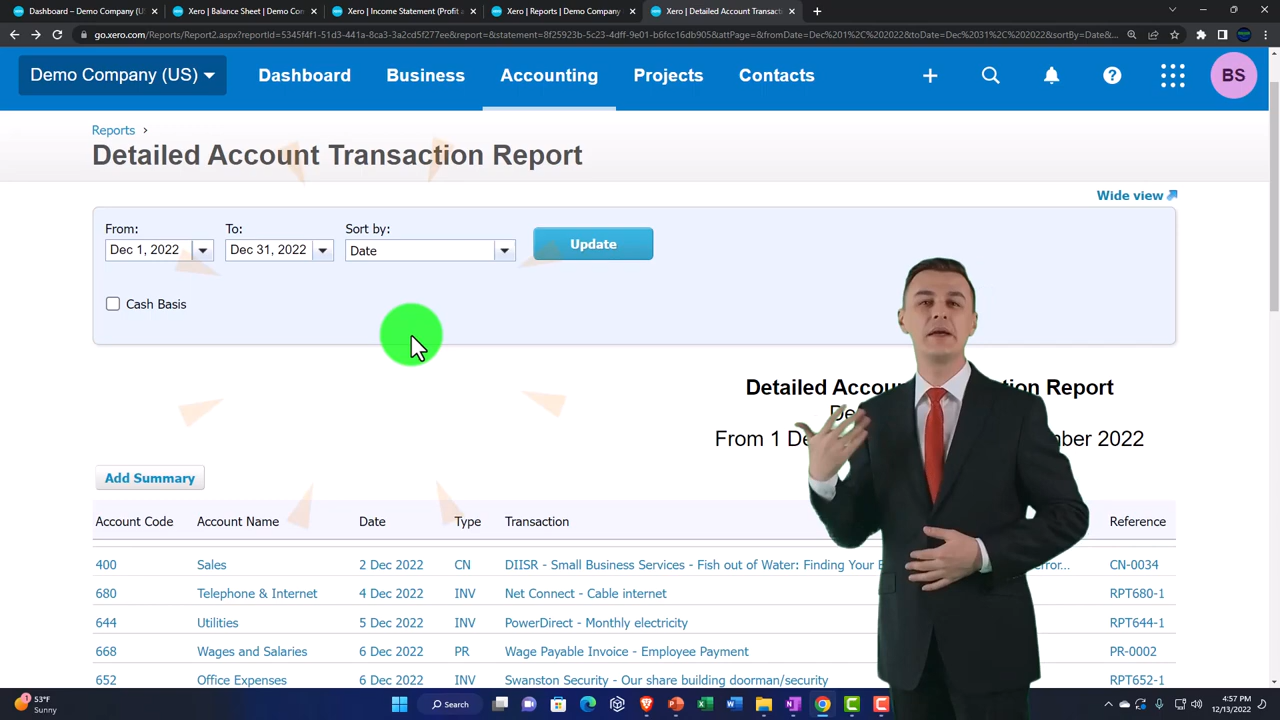 Dashboard – Demo Company (U
Xero | Balance Sheet | Demo Con
Xero | Income Statement (Profit a
Xero | Reports | Demo Company
Xero | Detailed Account Transacti
go.xero.com/Reports/Report2.aspx?reportId=5345f4f1-51d3-441a-8ca3-3a2cd5f277ee&report=&statement=8f25923b-5c23-4dff-9e01-b6fcc16db905&attPage=&fromDate=Dec%201%2C%202022&toDate=Dec%2031%2C%202022&sortBy=Date&...
Demo Company (US)
Dashboard
Business
Accounting
Projects
Contacts
BS
Reports ›
Detailed Account Transaction Report
Wide view
From:
To:
Sort by:
Dec 1, 2022
Dec 31, 2022
Date
Update
Cash Basis
Detailed Acco on Report
De
From 1 De mber 2022
Add Summary
Account Code Account Name Date Type Transaction Reference
400 Sales 2 Dec 2022 CN DIISR - Small Business Services - Fish out of Water: Finding Your error... CN-0034
680 Telephone & Internet 4 Dec 2022 INV Net Connect - Cable internet RPT680-1
644 Utilities 5 Dec 2022 INV PowerDirect - Monthly electricity RPT644-1
668 Wages and Salaries 6 Dec 2022 PR Wage Payable Invoice - Employee Payment PR-0002
652 Office Expenses 6 Dec 2022 INV Swanston Security - Our share building doorman/security RPT652-1
53°F
Sunny
Search
4:57 PM
12/13/2022